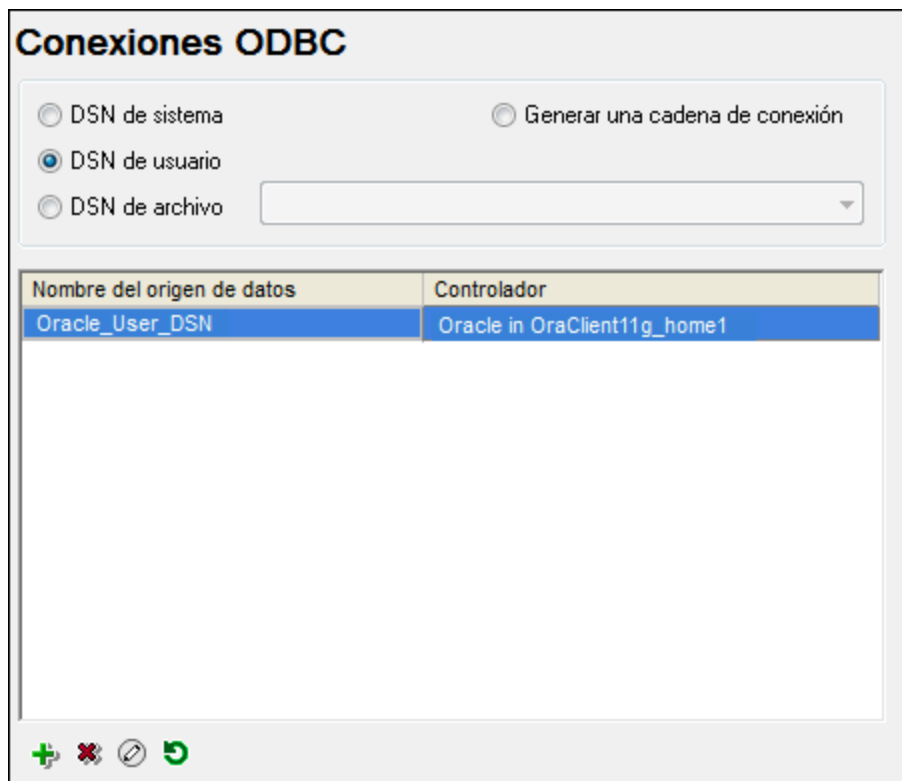 Conexiones ODBC
DSN de sistema
Generar una cadena de conexión
DSN de usuario
DSN de archivo
Nombre del origen de datos Controlador
Oracle_User_DSN Oracle in OraClient11g_home1